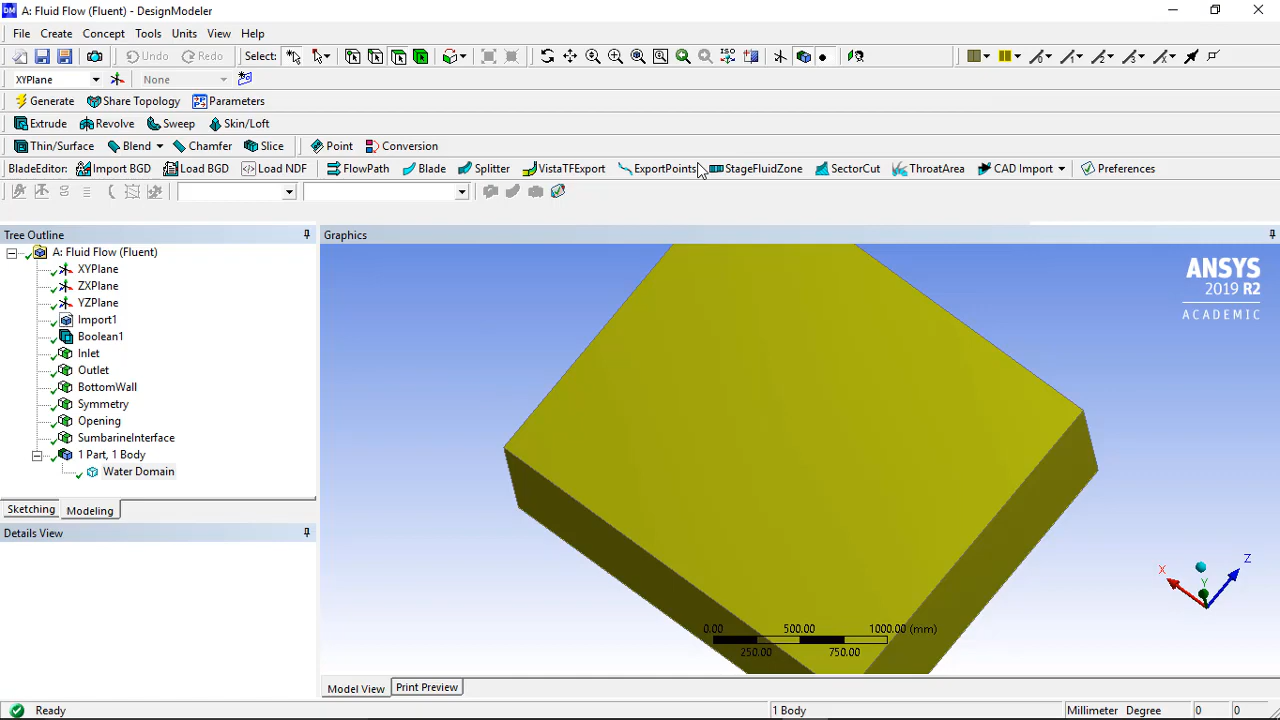 A: Fluid Flow (Fluent) - DesignModeler
File Create Concept Tools Units View Help
Undo Redo Select:
XYPlane None
Generate Share Topology Parameters
Extrude Revolve Sweep Skin/Loft
Thin/Surface Blend Chamfer Slice Point Conversion
BladeEditor: Import BGD Load BGD Load NDF FlowPath Blade Splitter VistaTFExport ExportPoints StageFluidZone SectorCut ThroatArea CAD Import Preferences
Tree Outline
A: Fluid Flow (Fluent)
XYPlane
ZXPlane
YZPlane
Import1
Boolean1
Inlet
Outlet
BottomWall
Symmetry
Opening
SumbarineInterface
1 Part, 1 Body
Water Domain
Sketching Modeling
Details View
Graphics
ANSYS
2019 R2
ACADEMIC
X Y Z
0.00 500.00 1000.00 (mm)
250.00 750.00
Model View Print Preview
Ready 1 Body Millimeter Degree 0 0